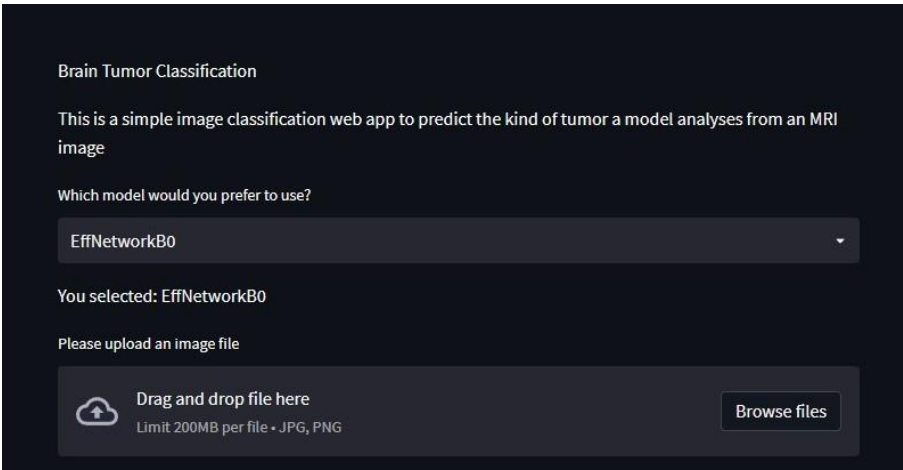 Brain Tumor Classification
This is a simple image classification web app to predict the kind of tumor a model analyses from an MRI
image
Which model would you prefer to use?
EffNetworkB0
You selected: EffNetworkB0
Please upload an image file
Drag and drop file here
Limit 200MB per file • JPG, PNG
Browse files